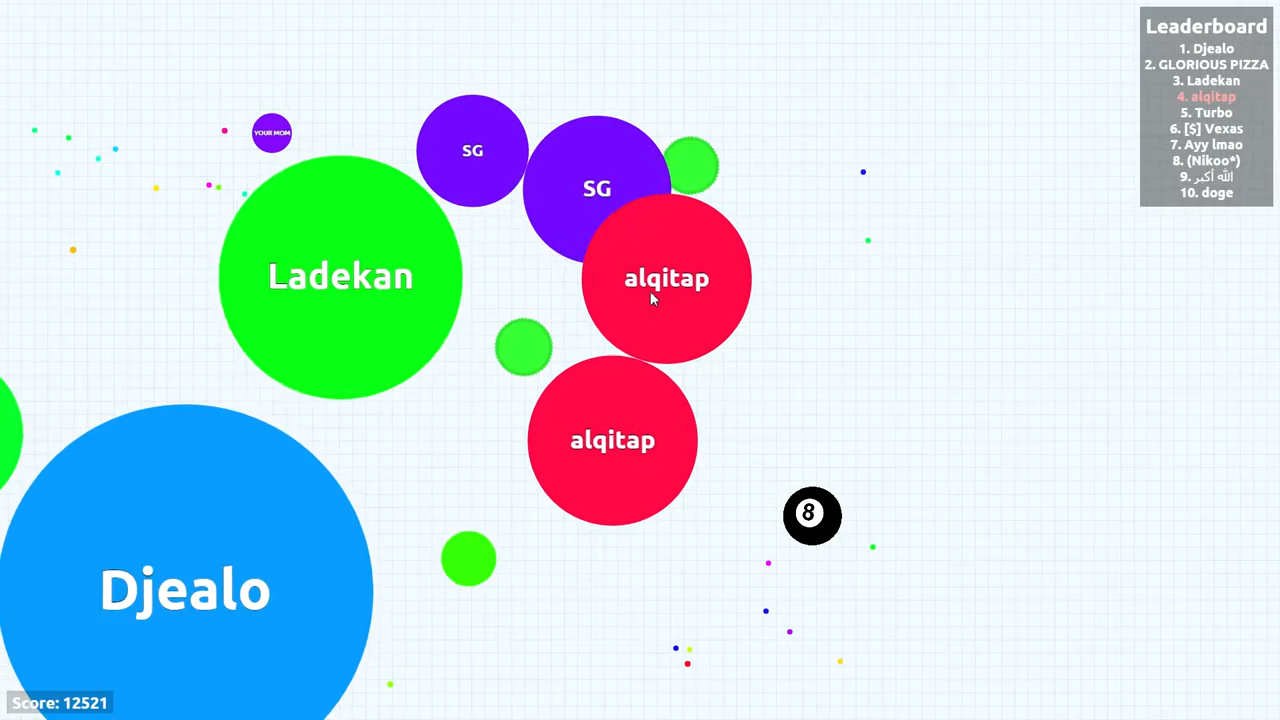 Leaderboard
1. Djealo
2. GLORIOUS PIZZA
3. Ladekan
4. alqitap
5. Turbo
6. [$] Vexas
7. Ayy lmao
8. (Nikoo*)
9. الله أكبر
10. doge
YOUR MOM
SG
SG
Ladekan
alqitap
alqitap
8
Djealo
Score: 12521